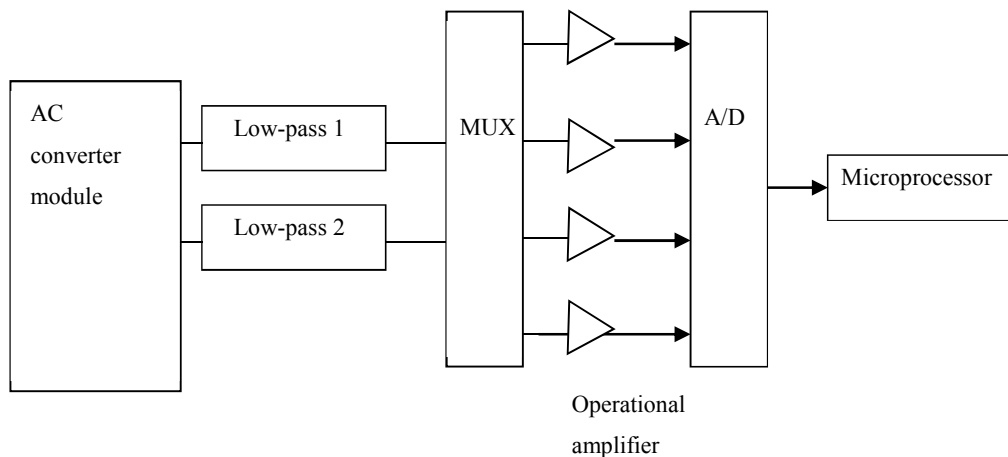 AC
converter
module
Low-pass 1
Low-pass 2
MUX
A/D
Microprocessor
Operational
amplifier